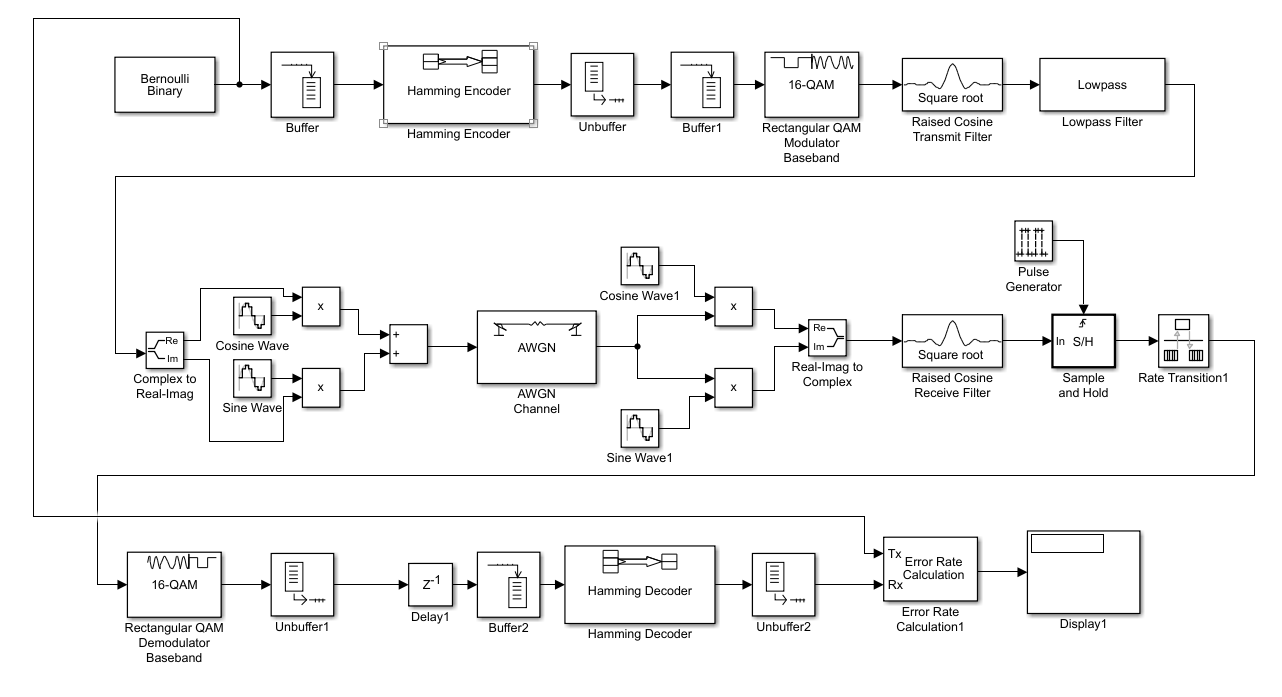 Bernoulli
Binary
Buffer
Hamming Encoder
Hamming Encoder
Unbuffer
Buffer1
16-QAM
Rectangular QAM
Modulator
Baseband
Square root
Raised Cosine
Transmit Filter
Lowpass
Lowpass Filter
Pulse
Generator
Re
Im
Complex to
Real-Imag
Cosine Wave
Sine Wave
x
x
+
+
AWGN
AWGN
Channel
Cosine Wave1
Sine Wave1
x
x
Re
Im
Real-Imag to
Complex
Square root
Raised Cosine
Receive Filter
In
S/H
Sample
and Hold
Rate Transition1
16-QAM
Rectangular QAM
Demodulator
Baseband
Unbuffer1
Z-1
Delay1
Buffer2
Hamming Decoder
Hamming Decoder
Unbuffer2
Tx
Rx
Error Rate
Calculation
Error Rate
Calculation1
Display1